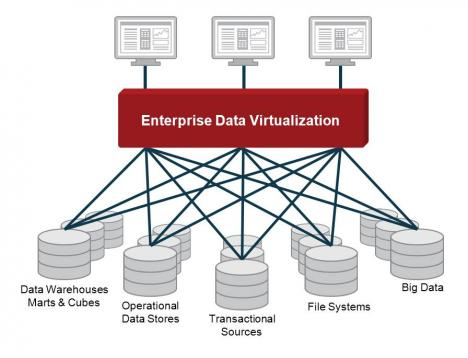 Enterprise Data Virtualization
Data Warehouses
Marts & Cubes
Operational
Data Stores
Transactional
Sources
File Systems
Big Data